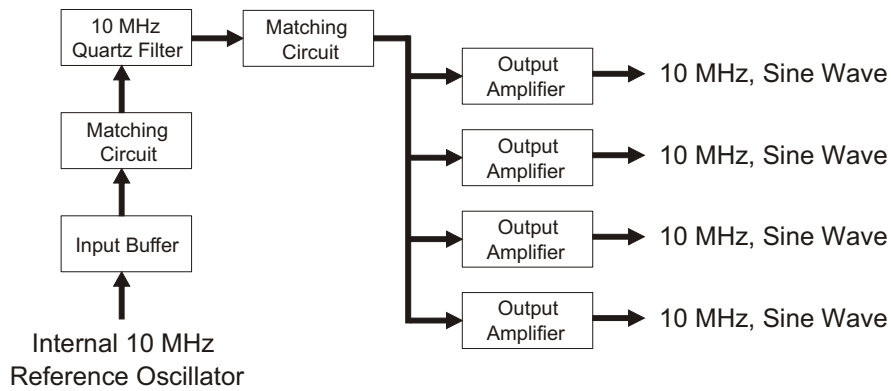 10 MHz
Quartz Filter
Matching
Circuit
Matching
Circuit
Input Buffer
Internal 10 MHz
Reference Oscillator
Output
Amplifier
10 MHz, Sine Wave
Output
Amplifier
10 MHz, Sine Wave
Output
Amplifier
10 MHz, Sine Wave
Output
Amplifier
10 MHz, Sine Wave